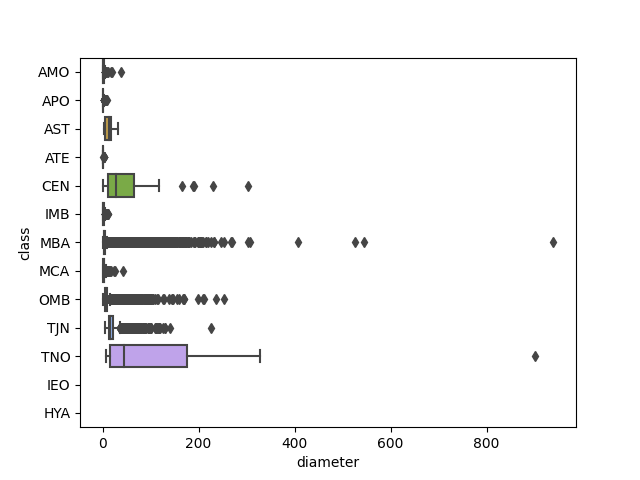 AMO
APO
AST
ATE
CEN
IMB
MBA
MCA
OMB
TJN
TNO
IEO
HYA
class
0 200 400 600 800
diameter